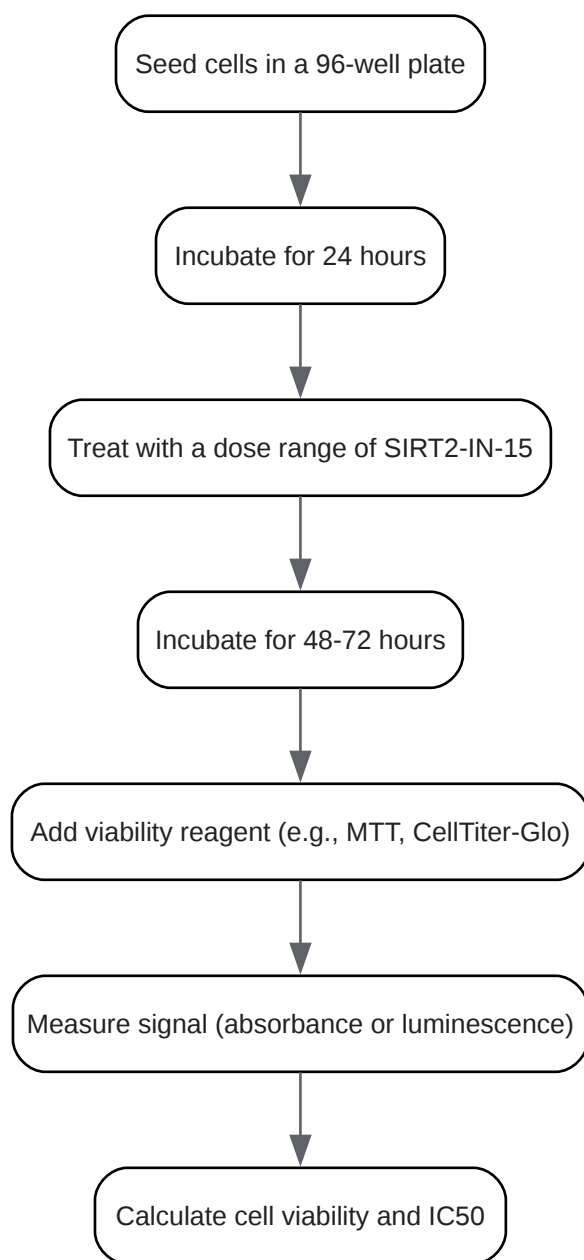 Seed cells in a 96-well plate
Incubate for 24 hours
Treat with a dose range of SIRT2-IN-15
Incubate for 48-72 hours
Add viability reagent (e.g., MTT, CellTiter-Glo)
Measure signal (absorbance or luminescence)
Calculate cell viability and IC50